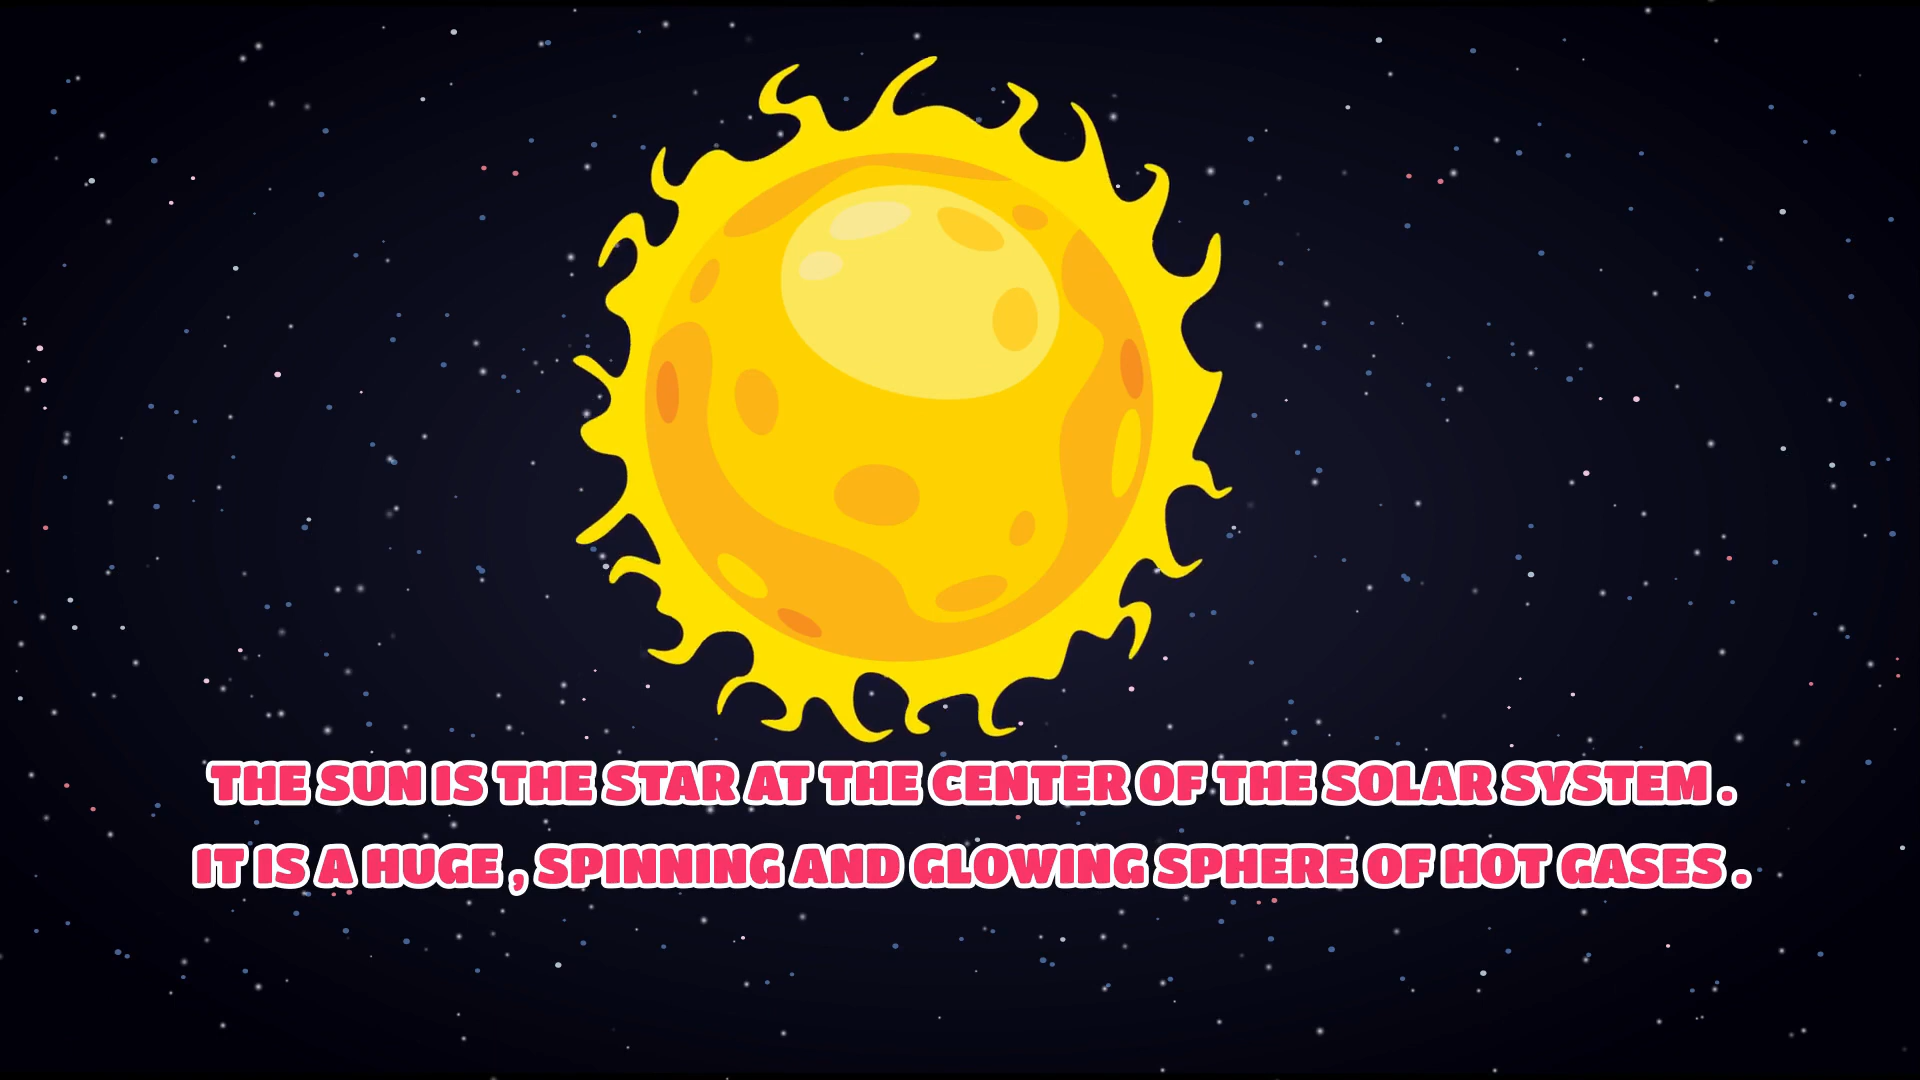 THE SUN IS THE STAR AT THE CENTER OF THE SOLAR SYSTEM .
IT IS A HUGE , SPINNING AND GLOWING SPHERE OF HOT GASES .